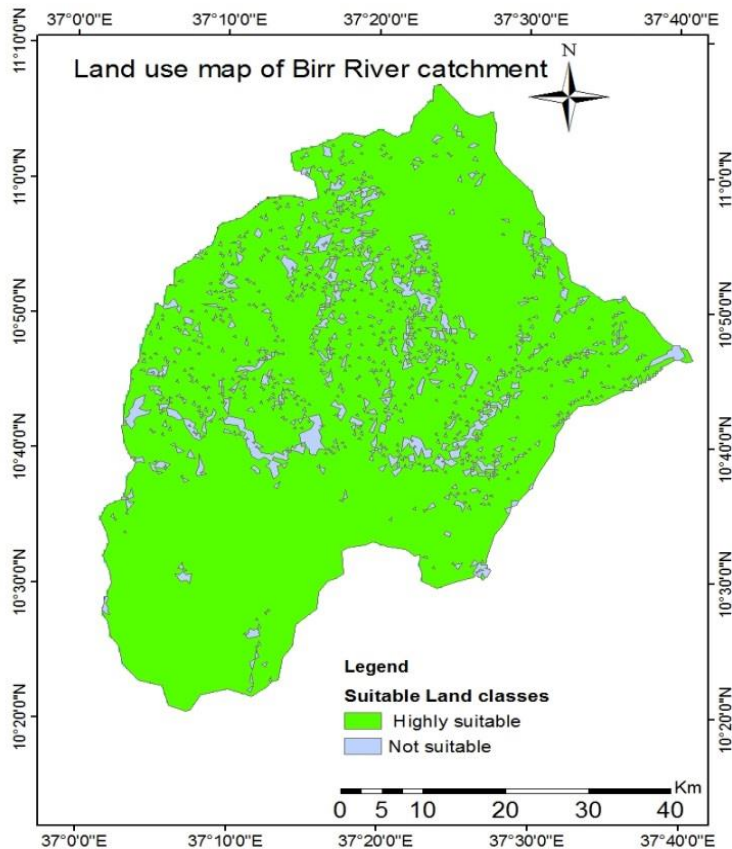 37°0'0"E 37°10'0"E 37°20'0"E 37°30'0"E 37°40'0"E
Land use map of Birr River catchment
N
11°10'0"N
11°0'0"N
11°0'0"N
10°50'0"N
10°50'0"N
10°40'0"N
10°40'0"N
10°30'0"N
10°30'0"N
10°20'0"N
10°20'0"N
Legend
Suitable Land classes
Highly suitable
Not suitable
Km
0 5 10 20 30 40
37°0'0"E 37°10'0"E 37°20'0"E 37°30'0"E 37°40'0"E